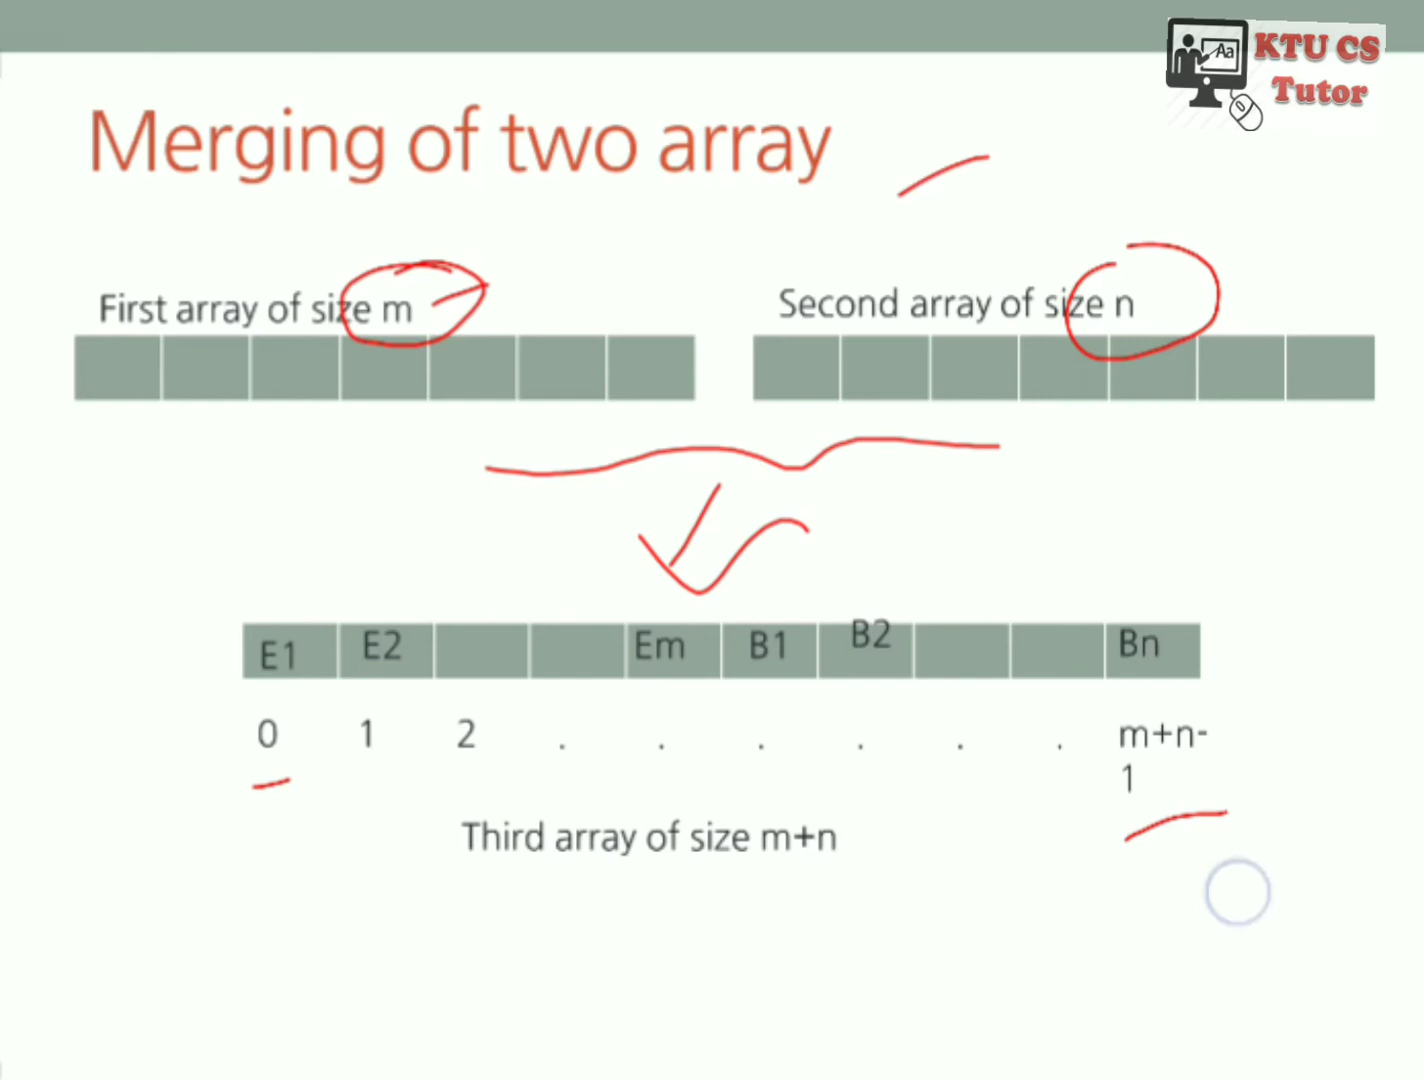 Aa
KTU CS
Tutor
Merging of two array
First array of size m
Second array of size n
E1 E2 Em B1 B2 Bn
0 1 2 . . . . . . m+n-
1
Third array of size m+n